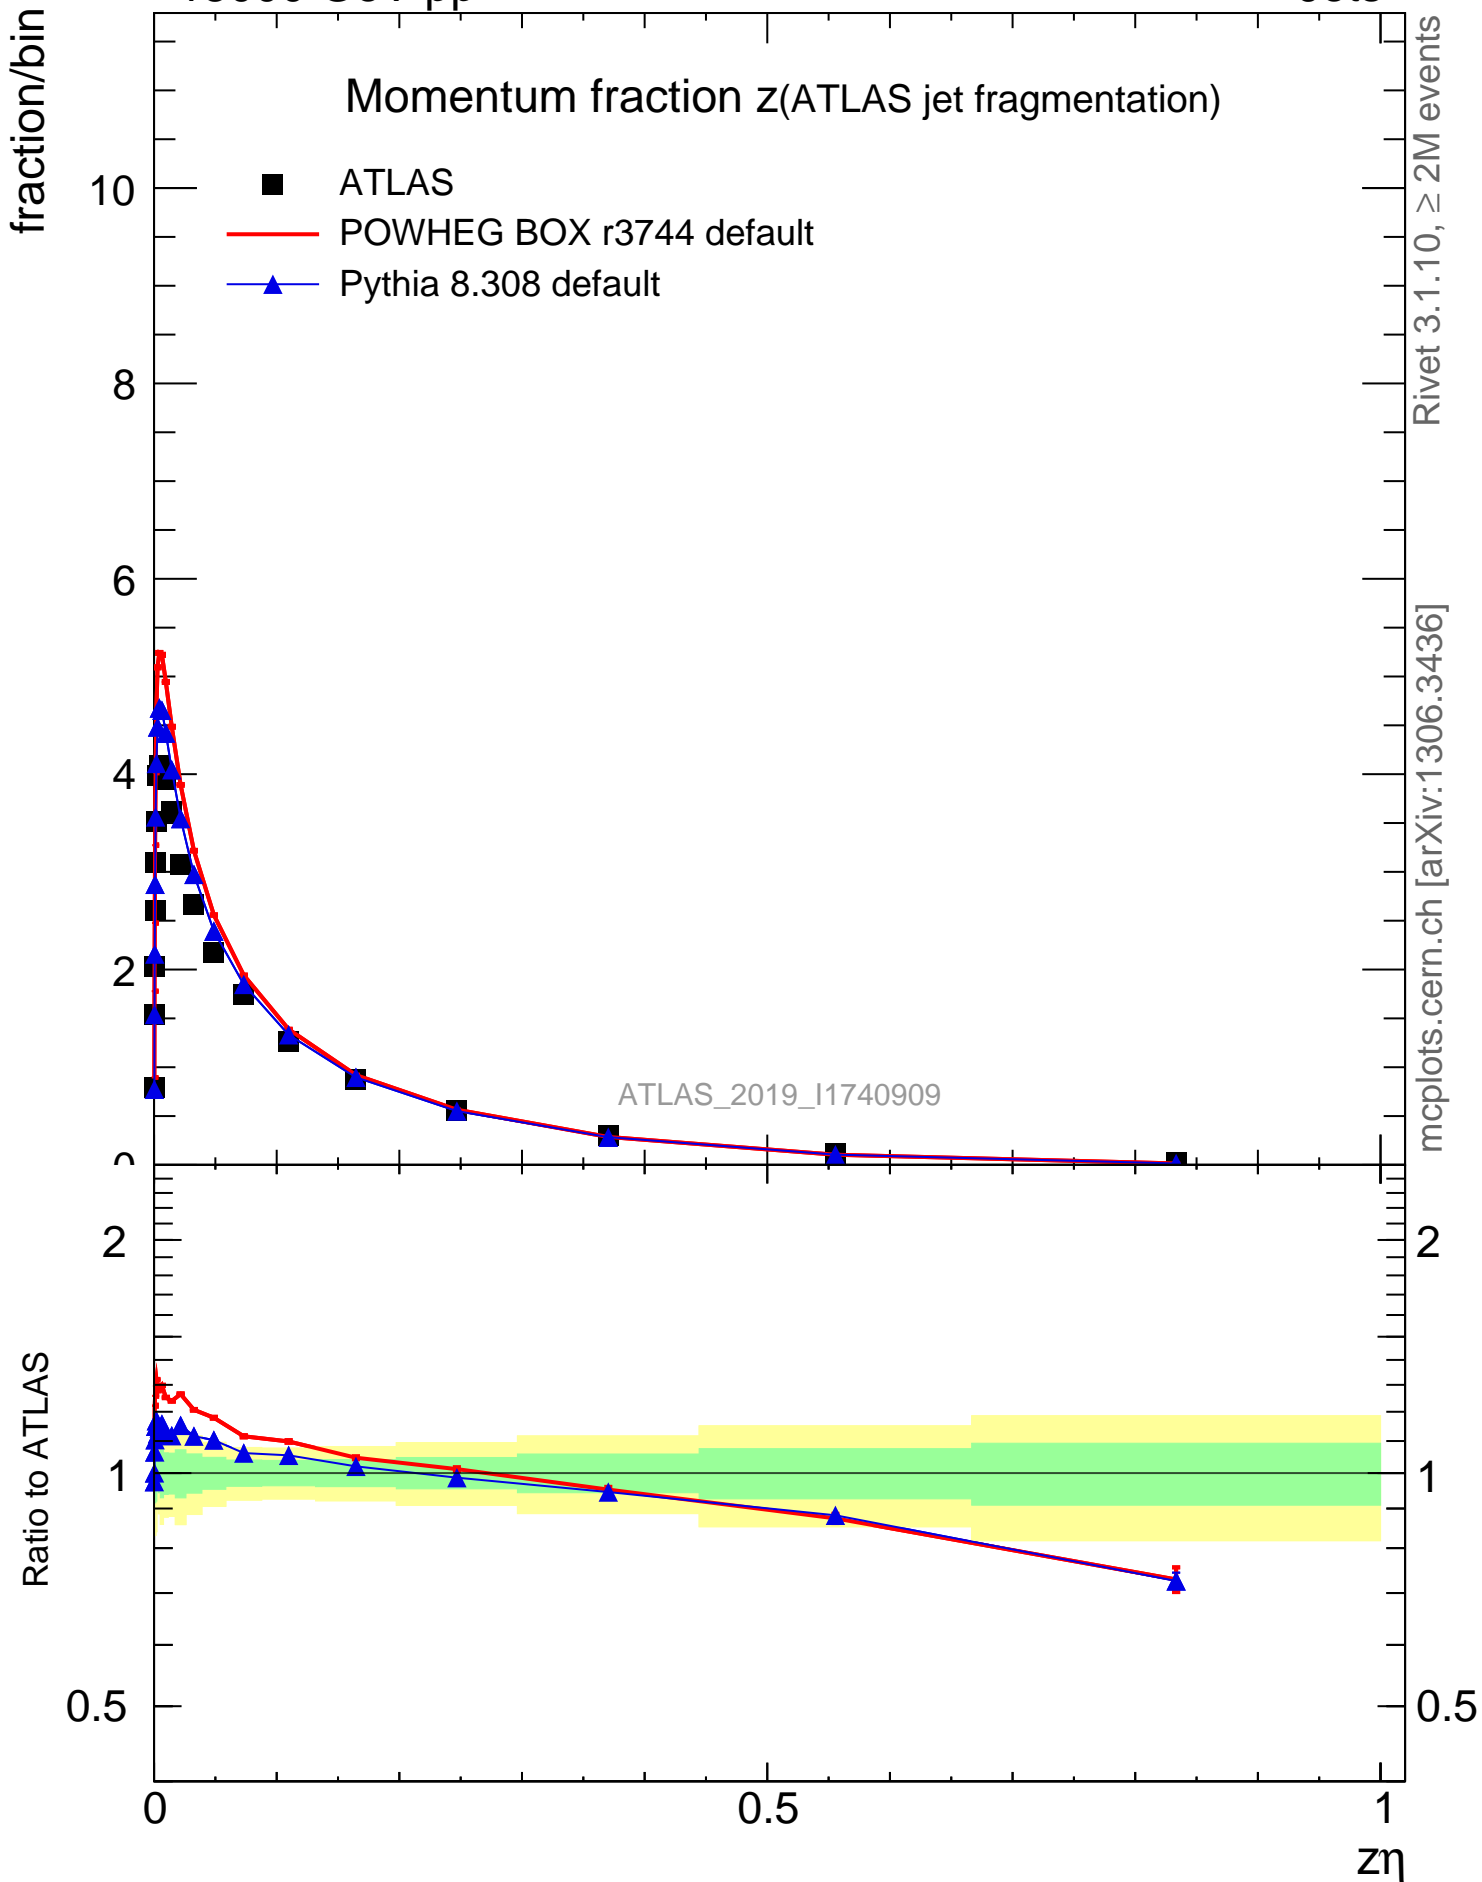 fraction/bin
Momentum fraction z(ATLAS jet fragmentation)
ATLAS
POWHEG BOX r3744 default
Pythia 8.308 default
10
8
6
4
2
0
ATLAS_2019_I1740909
Rivet 3.1.10, ≥ 2M events
mcplots.cern.ch [arXiv:1306.3436]
Ratio to ATLAS
2
1
0.5
2
1
0.5
0
0.5
1
zη